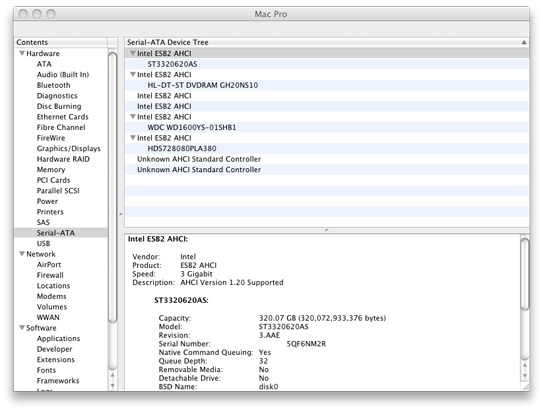 Mac Pro
Contents
Hardware
ATA
Audio (Built In)
Bluetooth
Diagnostics
Disc Burning
Ethernet Cards
Fibre Channel
FireWire
Graphics/Displays
Hardware RAID
Memory
PCI Cards
Parallel SCSI
Power
Printers
SAS
Serial-ATA
USB
Network
AirPort
Firewall
Locations
Modems
Volumes
WWAN
Software
Applications
Developer
Extensions
Fonts
Frameworks
Logs
Serial-ATA Device Tree
Intel ESB2 AHCI
ST3320620AS
Intel ESB2 AHCI
HL-DT-ST DVDRAM GH20NS10
Intel ESB2 AHCI
Intel ESB2 AHCI
Intel ESB2 AHCI
WDC WD1600YS-01SHB1
Intel ESB2 AHCI
HDS728080PLA380
Unknown AHCI Standard Controller
Unknown AHCI Standard Controller
Intel ESB2 AHCI:
Vendor: Intel
Product: ESB2 AHCI
Speed: 3 Gigabit
Description: AHCI Version 1.20 Supported
ST3320620AS:
Capacity: 320.07 GB (320,072,933,376 bytes)
Model: ST3320620AS
Revision: 3.AAE
Serial Number: 5QF6NM2R
Native Command Queuing: Yes
Queue Depth: 32
Removable Media: No
Detachable Drive: No
BSD Name: disk0